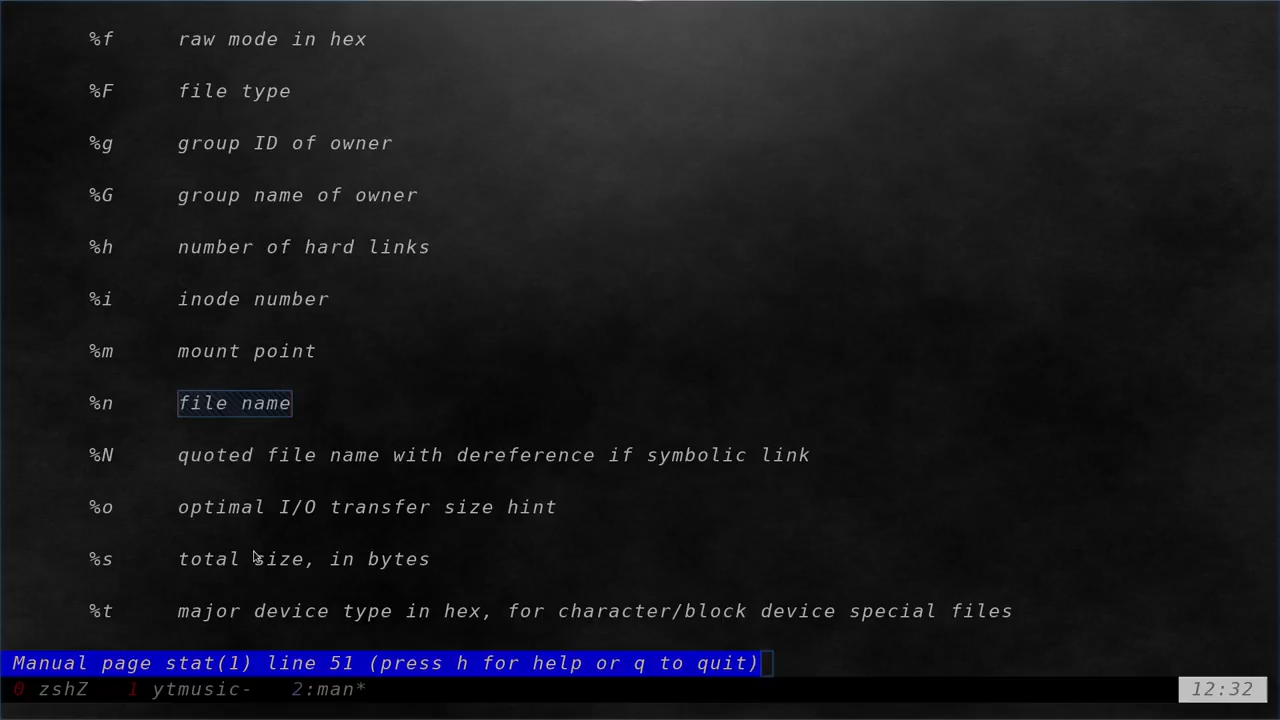 %f raw mode in hex
%F file type
%g group ID of owner
%G group name of owner
%h number of hard links
%i inode number
%m mount point
%n file name
%N quoted file name with dereference if symbolic link
%o optimal I/O transfer size hint
%s total size, in bytes
%t major device type in hex, for character/block device special files
Manual page stat(1) line 51 (press h for help or q to quit)
0 zshZ 1 ytmusic- 2:man* 12:32